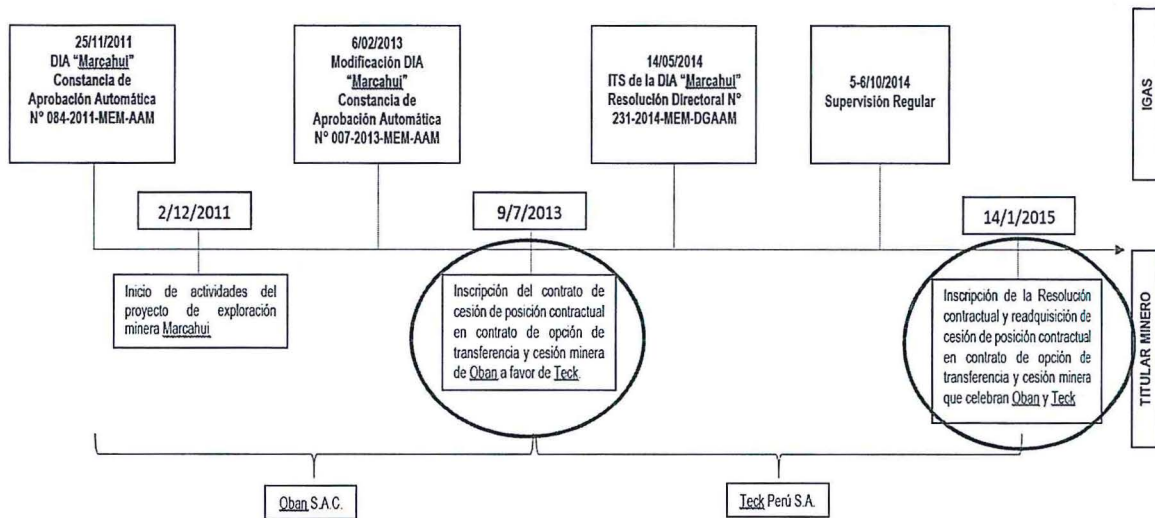 25/11/2011
DIA “Marcahui”
Constancia de
Aprobación Automática
N° 084-2011-MEM-AAM
6/02/2013
Modificación DIA
“Marcahui”
Constancia de
Aprobación Automática
N° 007-2013-MEM-AAM
14/05/2014
ITS de la DIA “Marcahui”
Resolución Directoral N°
231-2014-MEM-DGAAM
5-6/10/2014
Supervisión Regular
IGAS
2/12/2011
9/7/2013
14/1/2015
Inicio de actividades del
proyecto de exploración
minera Marcahui
Inscripción del contrato de
cesión de posición contractual
en contrato de opción de
transferencia y cesión minera
de Oban a favor de Teck.
Inscripción de la Resolución
contractual y readquisición de
cesión de posición contractual
en contrato de opción de
transferencia y cesión minera
que celebran Oban y Teck
TITULAR MINERO
Oban S.A.C.
Teck Perú S.A.